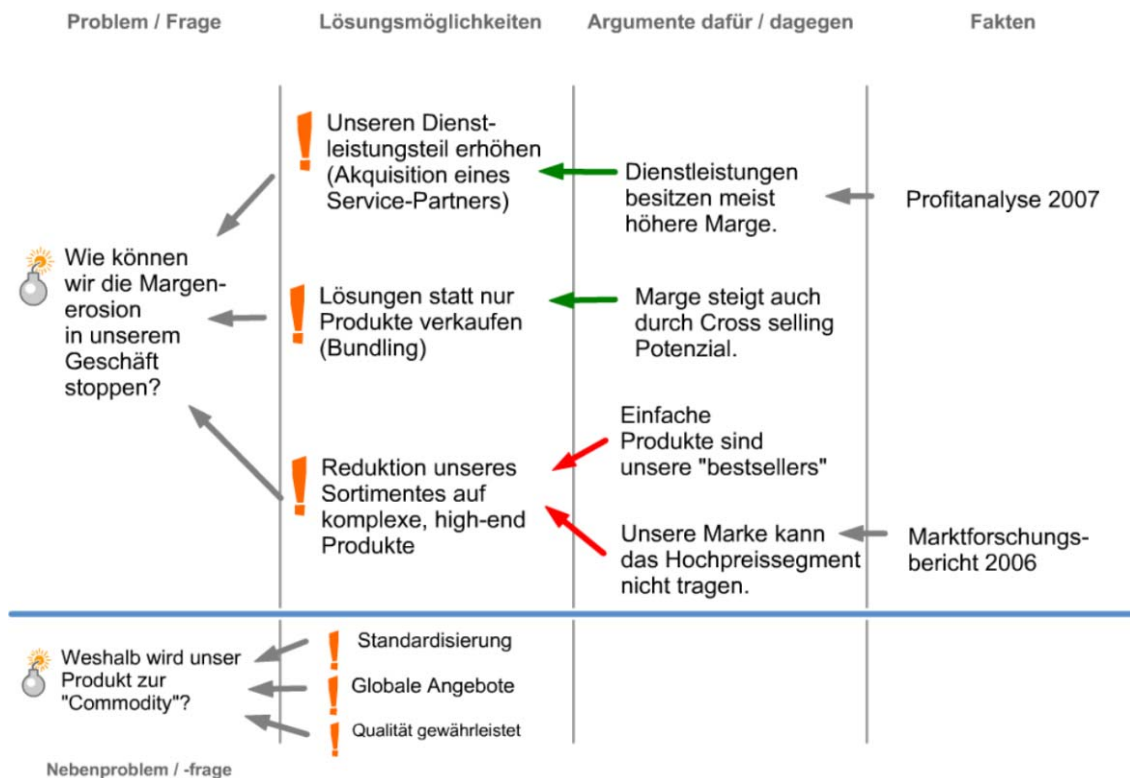 Problem / Frage
Lösungsmöglichkeiten
Argumente dafür / dagegen
Fakten
Wie können
wir die Margen-
erosion
in unserem
Geschäft
stoppen?
Unseren Dienst-
leistungsteil erhöhen
(Akquisition eines
Service-Partners)
Dienstleistungen
besitzen meist
höhere Marge.
Profitanalyse 2007
Lösungen statt nur
Produkte verkaufen
(Bundling)
Marge steigt auch
durch Cross selling
Potenzial.
Reduktion unseres
Sortimentes auf
komplexe, high-end
Produkte
Einfache
Produkte sind
unsere "bestsellers"
Unsere Marke kann
das Hochpreissegment
nicht tragen.
Marktforschungs-
bericht 2006
Weshalb wird unser
Produkt zur
"Commodity"?
Standardisierung
Globale Angebote
Qualität gewährleistet
Nebenproblem / -frage